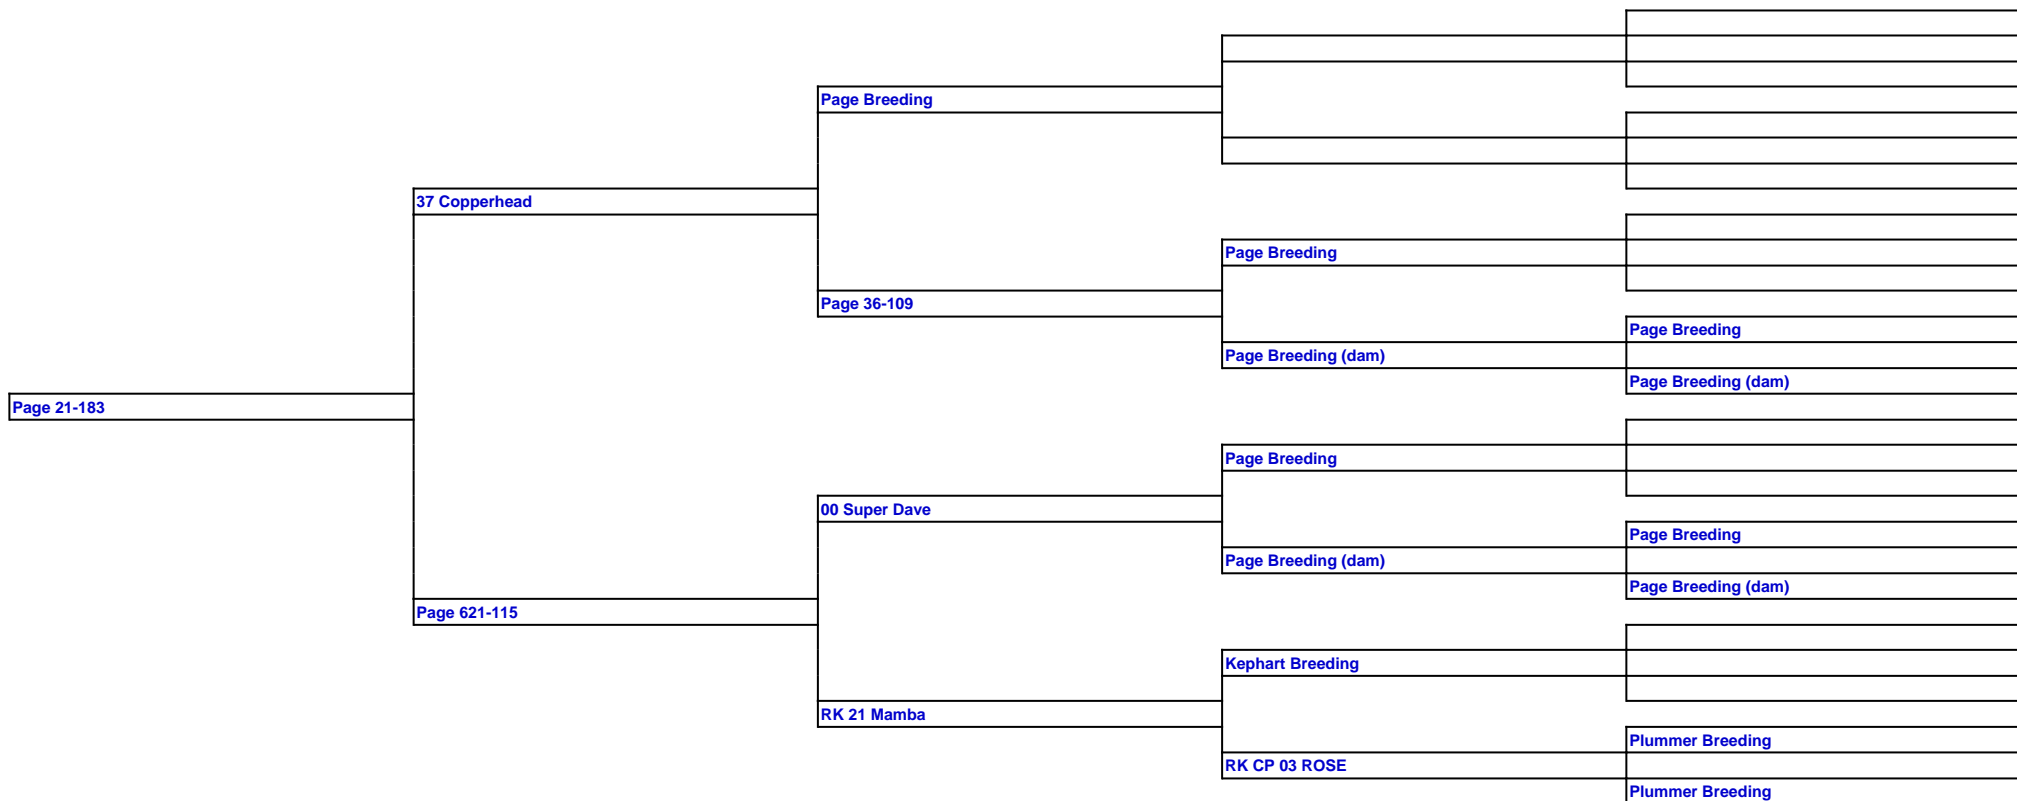 Page Breeding
37 Copperhead
Page Breeding
Page 36-109
Page Breeding
Page Breeding (dam)
Page Breeding (dam)
Page 21-183
Page Breeding
00 Super Dave
Page Breeding
Page Breeding (dam)
Page Breeding (dam)
Page 621-115
Kephart Breeding
RK 21 Mamba
Plummer Breeding
RK CP 03 ROSE
Plummer Breeding